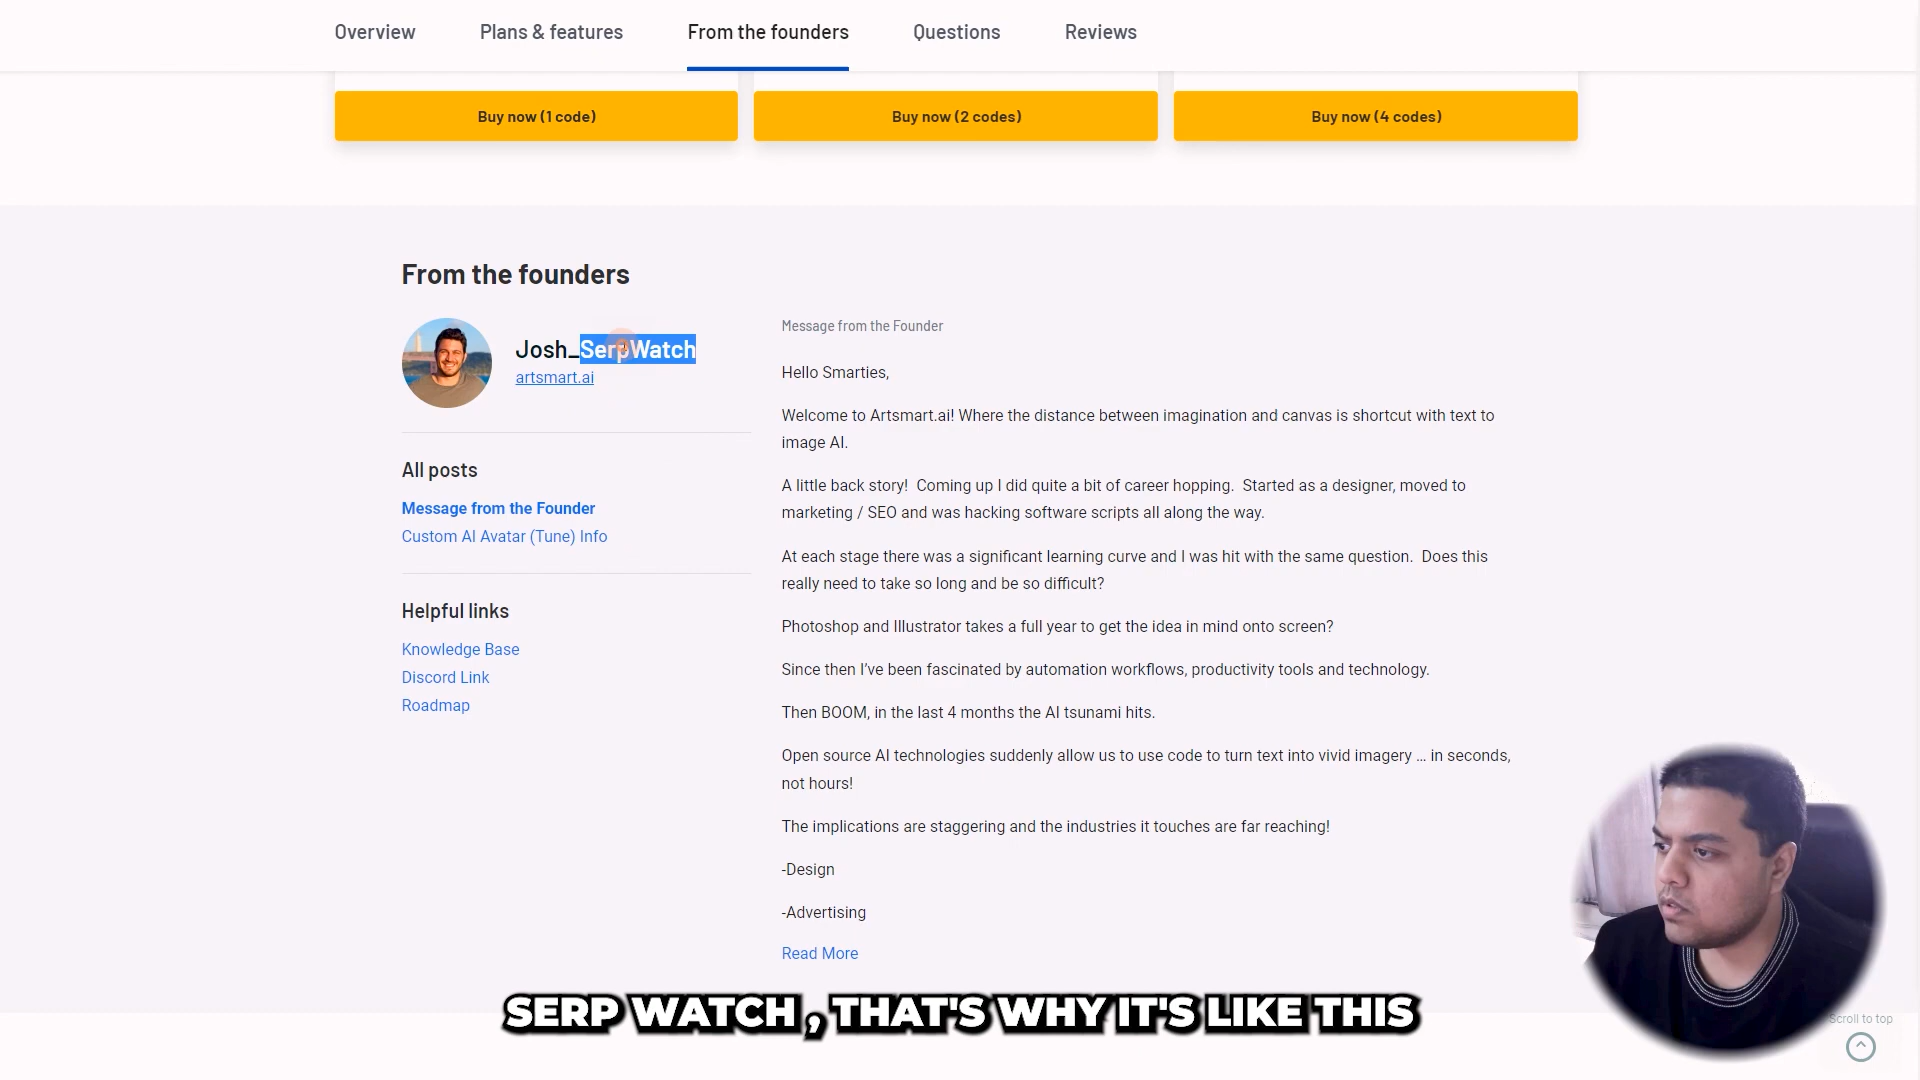 Overview
Plans & features
From the founders
Questions
Reviews
Buy now (1 code)
Buy now (2 codes)
Buy now (4 codes)
From the founders
Josh_SerpWatch
artsmart.ai
All posts
Message from the Founder
Custom AI Avatar (Tune) Info
Helpful links
Knowledge Base
Discord Link
Roadmap
Message from the Founder
Hello Smarties,
Welcome to Artsmart.ai! Where the distance between imagination and canvas is shortcut with text to
image AI.
A little back story!  Coming up I did quite a bit of career hopping.  Started as a designer, moved to
marketing / SEO and was hacking software scripts all along the way.
At each stage there was a significant learning curve and I was hit with the same question.  Does this
really need to take so long and be so difficult?
Photoshop and Illustrator takes a full year to get the idea in mind onto screen?
Since then I’ve been fascinated by automation workflows, productivity tools and technology.
Then BOOM, in the last 4 months the AI tsunami hits.
Open source AI technologies suddenly allow us to use code to turn text into vivid imagery … in seconds,
not hours!
The implications are staggering and the industries it touches are far reaching!
-Design
-Advertising
Read More
SERP WATCH , THAT'S WHY IT'S LIKE THIS
Scroll to top